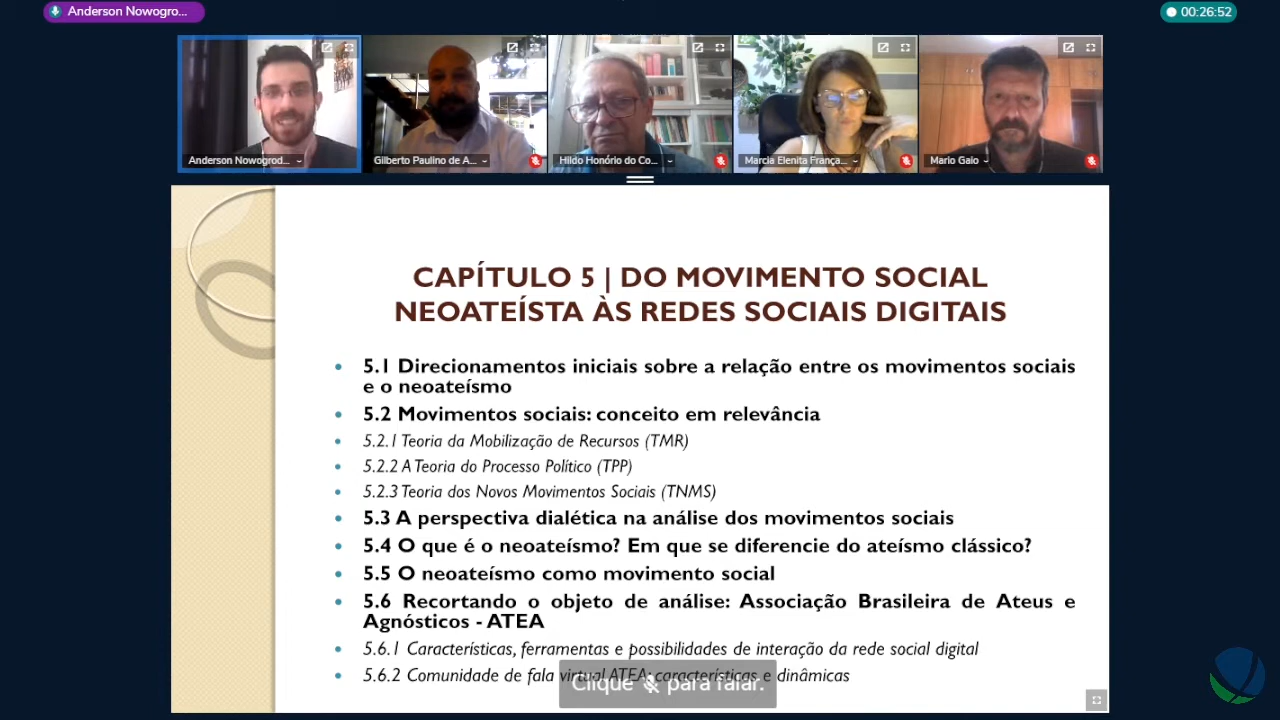 Anderson Nowogro...
00:26:52
Anderson Nowogrod...
Gilberto Paulino de A...
Hildo Honório do Co...
Marcia Elenita França...
Mario Gaio
CAPÍTULO 5 | DO MOVIMENTO SOCIAL
NEOATEÍSTA ÀS REDES SOCIAIS DIGITAIS
• 5.1 Direcionamentos iniciais sobre a relação entre os movimentos sociais
e o neoateísmo
• 5.2 Movimentos sociais: conceito em relevância
• 5.2.1 Teoria da Mobilização de Recursos (TMR)
• 5.2.2 A Teoria do Processo Político (TPP)
• 5.2.3 Teoria dos Novos Movimentos Sociais (TNMS)
• 5.3 A perspectiva dialética na análise dos movimentos sociais
• 5.4 O que é o neoateísmo? Em que se diferencie do ateísmo clássico?
• 5.5 O neoateísmo como movimento social
• 5.6 Recortando o objeto de análise: Associação Brasileira de Ateus e
Agnósticos - ATEA
• 5.6.1 Características, ferramentas e possibilidades de interação da rede social digital
• 5.6.2 Comunidade de fala virtual ATEA: características e dinâmicas
Clique para falar.